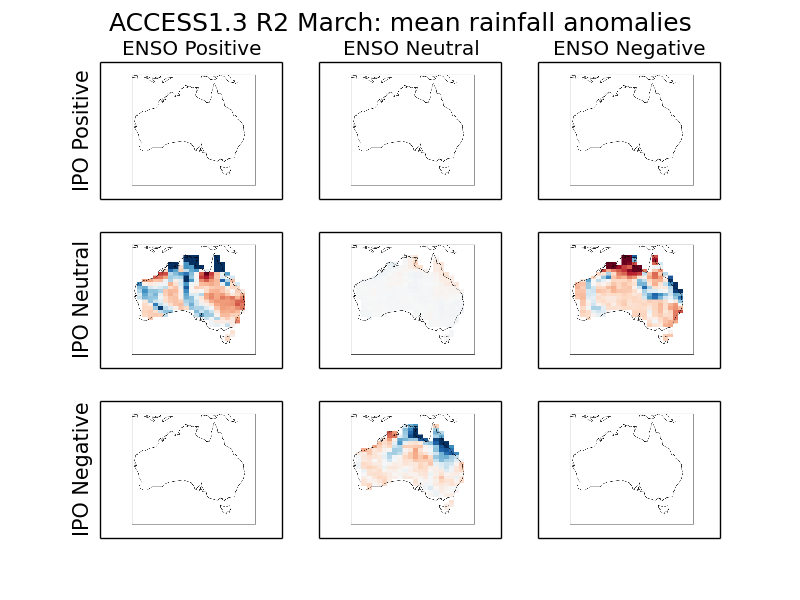 ACCESS1.3 R2 March: mean rainfall anomalies
ENSO Positive
ENSO Neutral
ENSO Negative
IPO Positive
IPO Neutral
IPO Negative